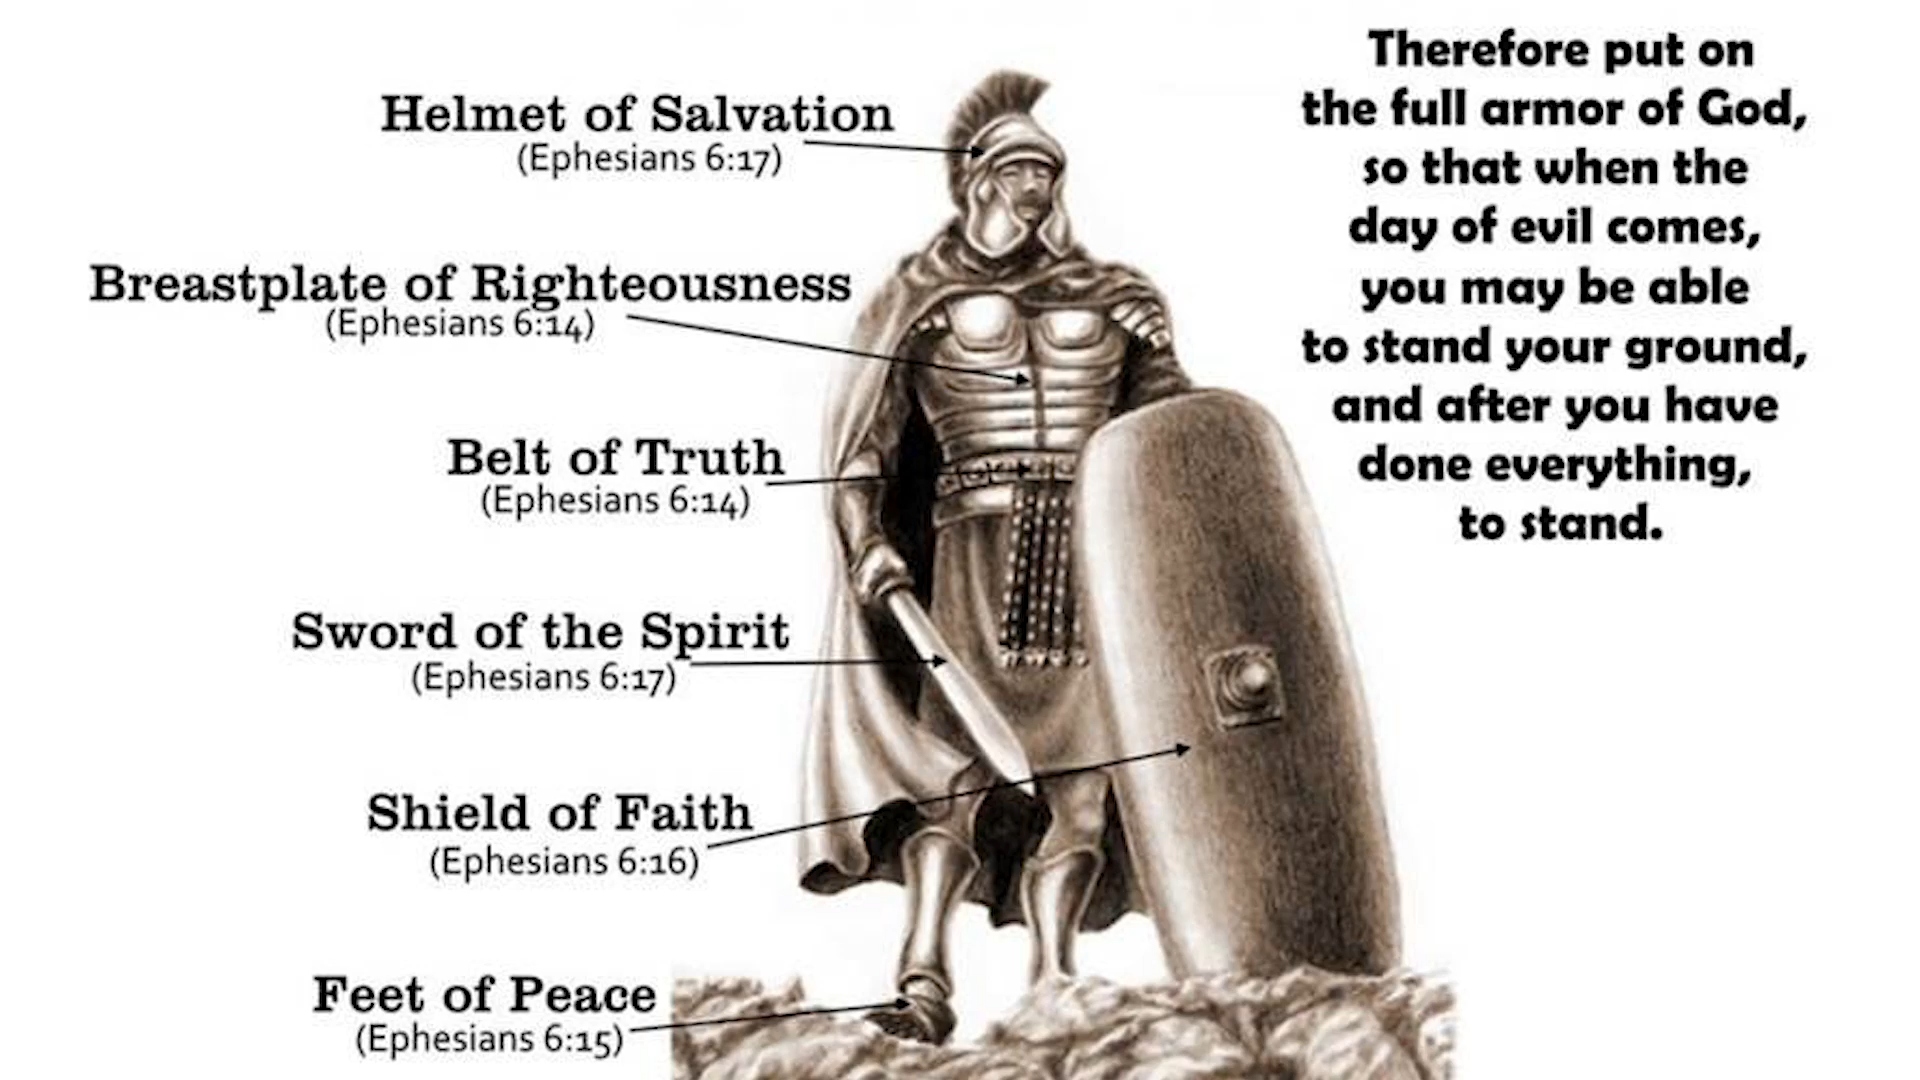 Helmet of Salvation
(Ephesians 6:17)
Breastplate of Righteousness
(Ephesians 6:14)
Belt of Truth
(Ephesians 6:14)
Sword of the Spirit
(Ephesians 6:17)
Shield of Faith
(Ephesians 6:16)
Feet of Peace
(Ephesians 6:15)
Therefore put on
the full armor of God,
so that when the
day of evil comes,
you may be able
to stand your ground,
and after you have
done everything,
to stand.